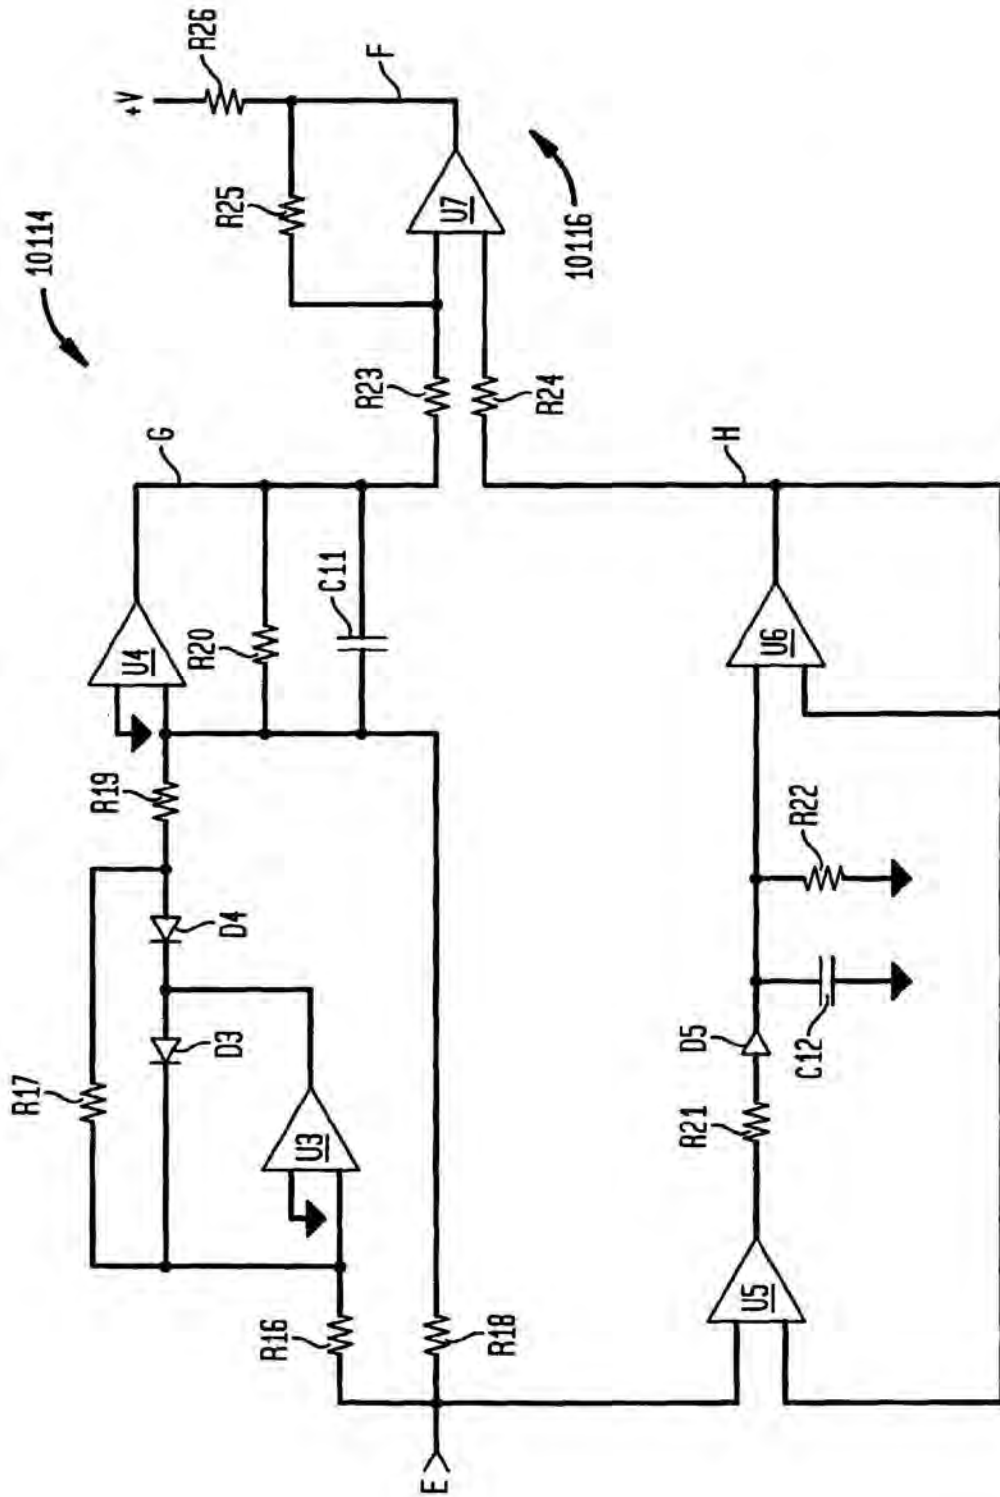 10114
+V
R26
F
R25
U7
10116
R23
R24
G
H
U4
R20
C11
R19
R17
D4
D3
U3
R16
R18
E
U6
R22
D5
C12
R21
U5